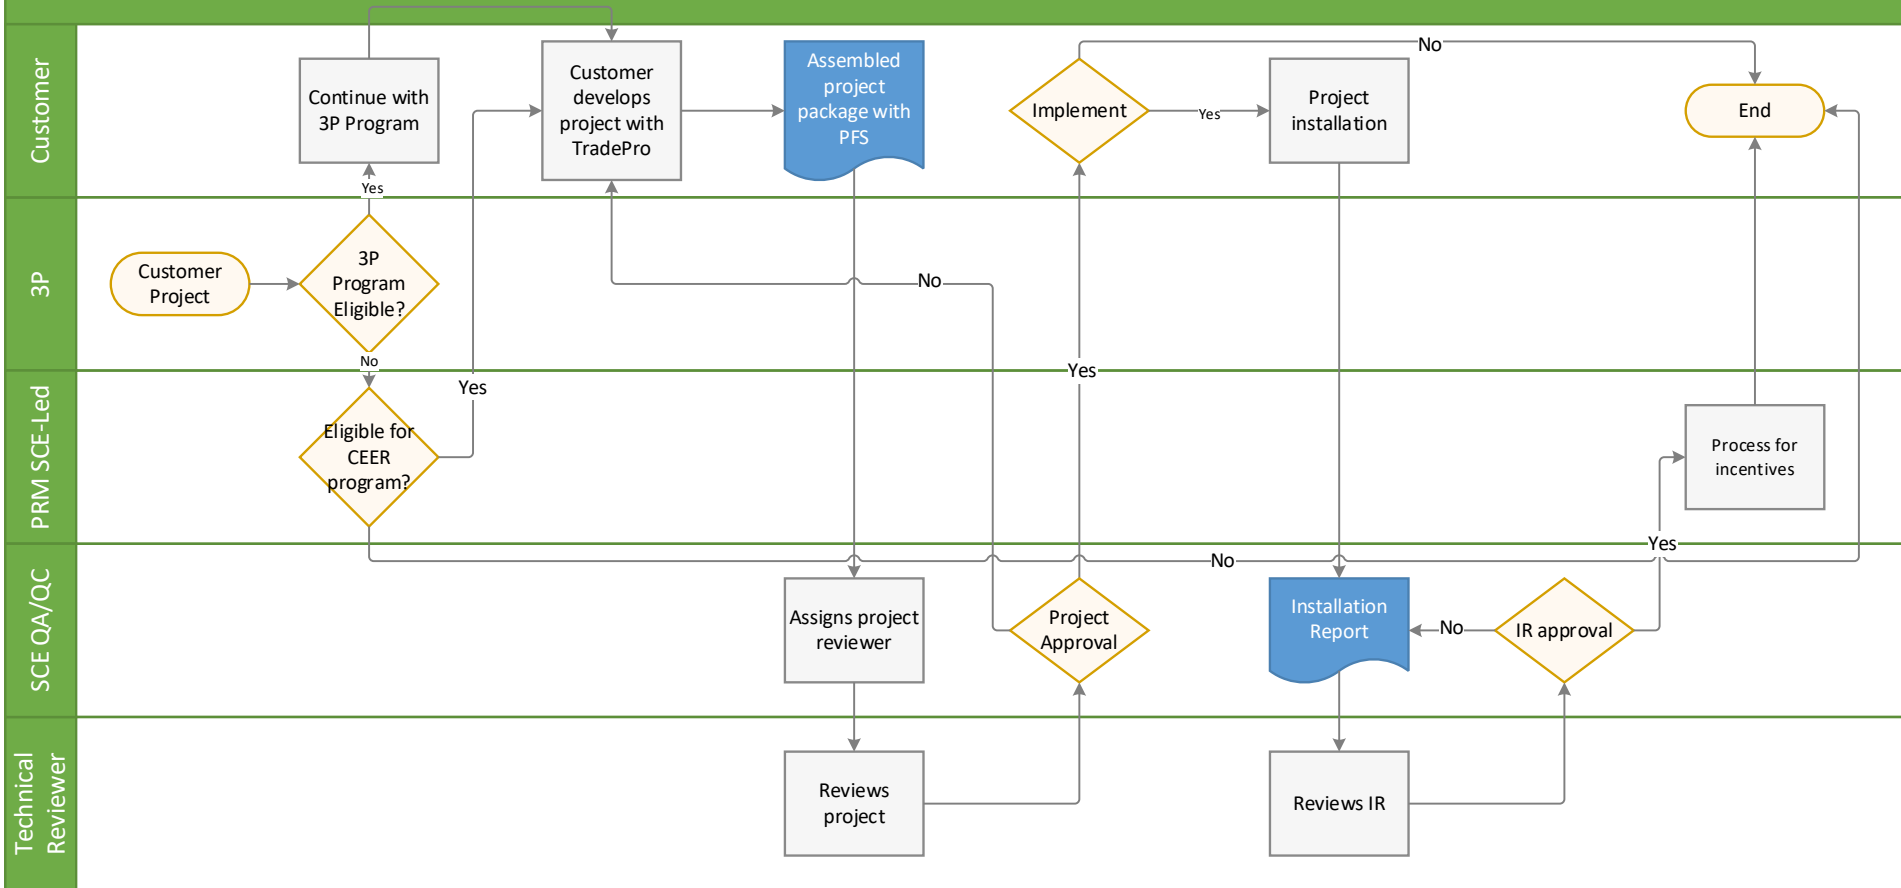 Customer
Continue with
3P Program
Customer
develops
project with
TradePro
Assembled
project
package with
PFS
Implement
Yes
Project
installation
No
End
Yes
3P
Customer
Project
3P
Program
Eligible?
No
No
Yes
PRM SCE-Led
Eligible for
CEER
program?
Yes
Process for
incentives
Yes
No
SCE QA/QC
Assigns project
reviewer
Project
Approval
Installation
Report
No
IR approval
Technical
Reviewer
Reviews
project
Reviews IR